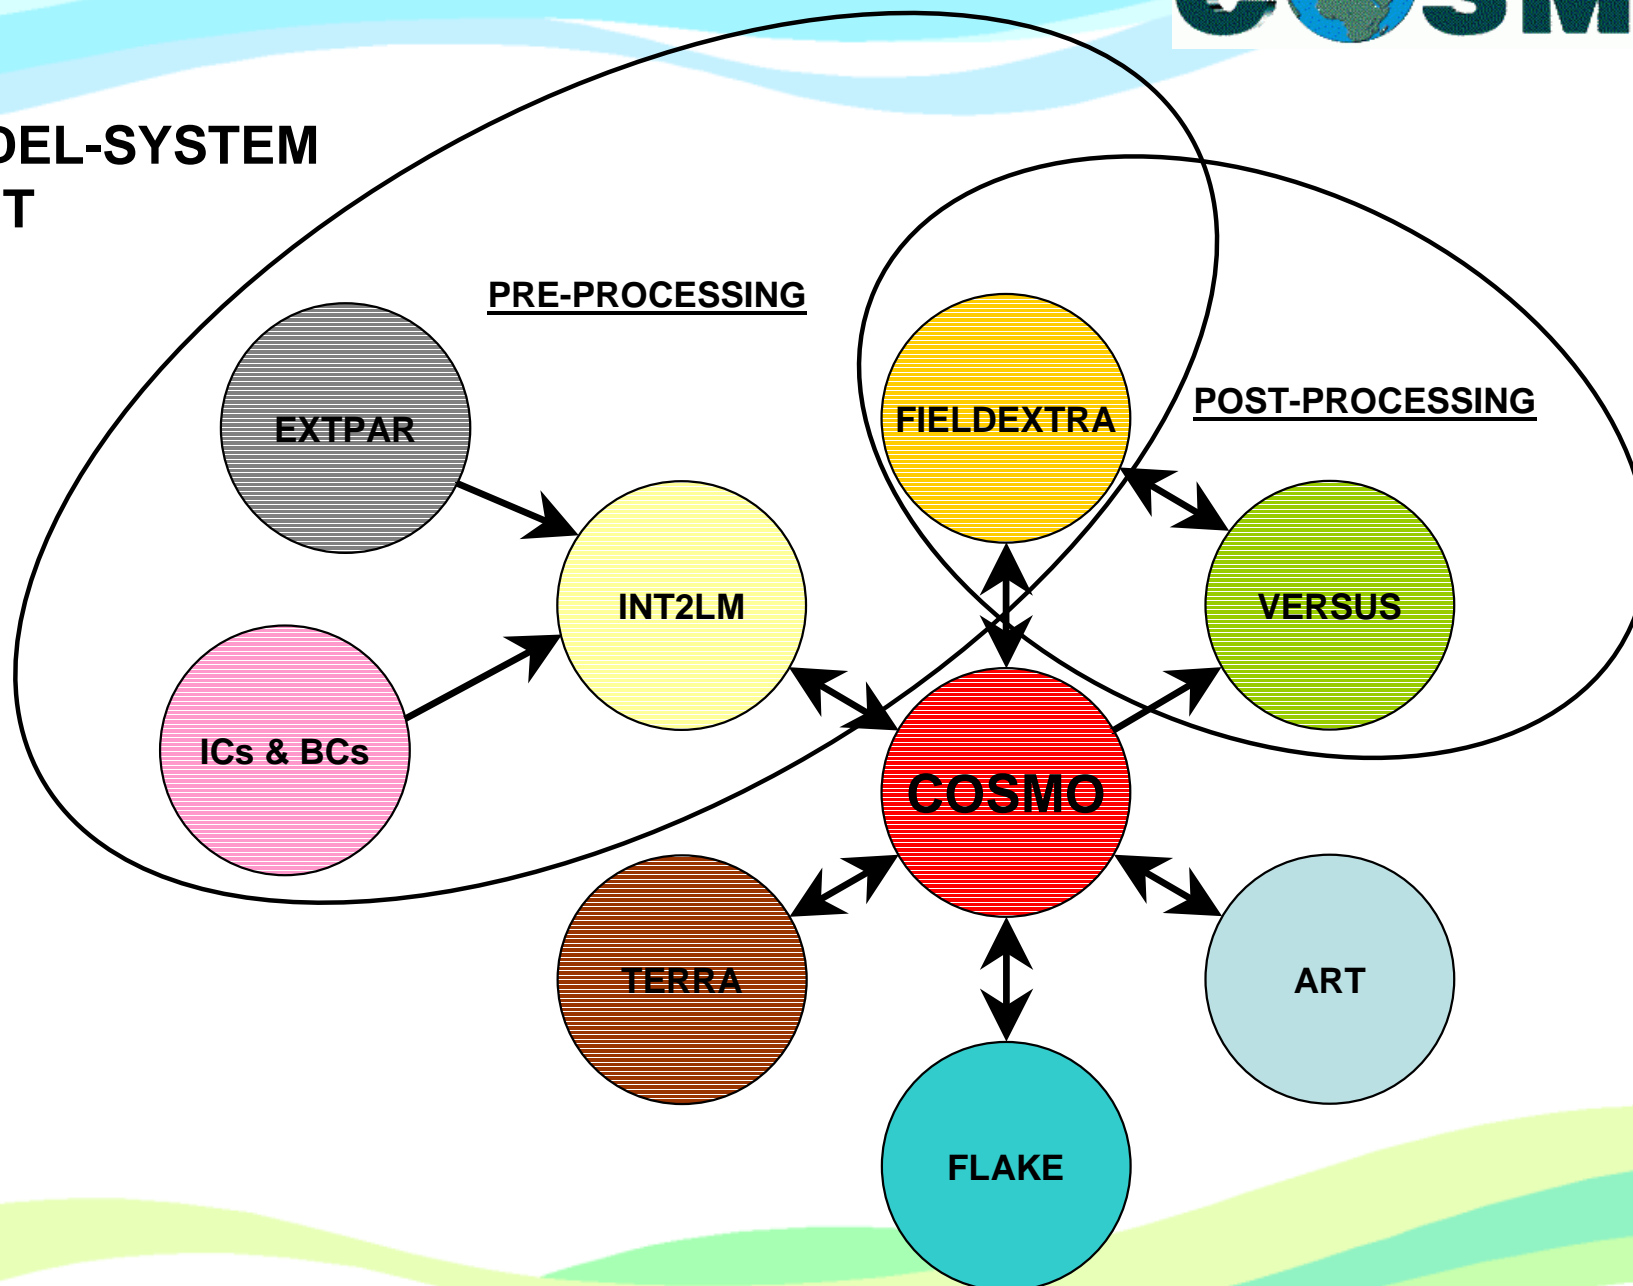 DEL-SYSTEM
T
PRE-PROCESSING
POST-PROCESSING
EXTPAR
FIELDEXTRA
INT2LM
VERSUS
ICs & BCs
COSMO
TERRA
ART
FLAKE